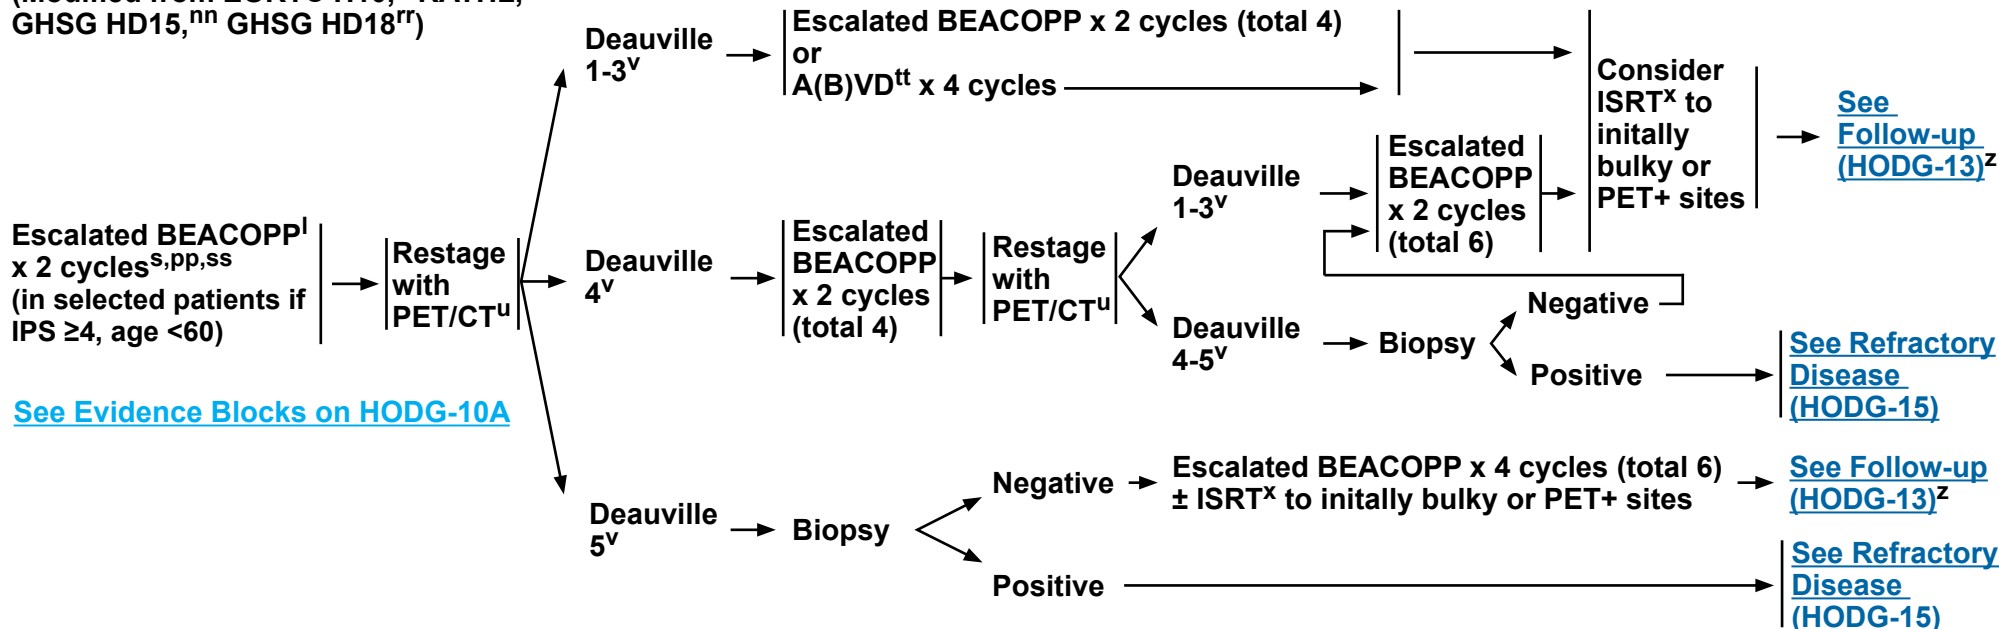 GHSG HD15,nn GHSG HD18rr)
Deauville
1-3v
Escalated BEACOPP x 2 cycles (total 4)
or
A(B)VDtt x 4 cycles
Consider
ISRTx to
initally
bulky or
PET+ sites
See
Follow-up
(HODG-13)z
Escalated BEACOPPl
x 2 cycless,pp,ss
(in selected patients if
IPS ≥4, age <60)
Restage
with
PET/CTu
Deauville
4v
Escalated
BEACOPP
x 2 cycles
(total 4)
Restage
with
PET/CTu
Deauville
1-3v
Escalated
BEACOPP
x 2 cycles
(total 6)
Deauville
4-5v
Biopsy
Negative
Positive
See Refractory
Disease
(HODG-15)
See Evidence Blocks on HODG-10A
Deauville
5v
Biopsy
Negative
Escalated BEACOPP x 4 cycles (total 6)
± ISRTx to initally bulky or PET+ sites
See Follow-up
(HODG-13)z
Positive
See Refractory
Disease
(HODG-15)